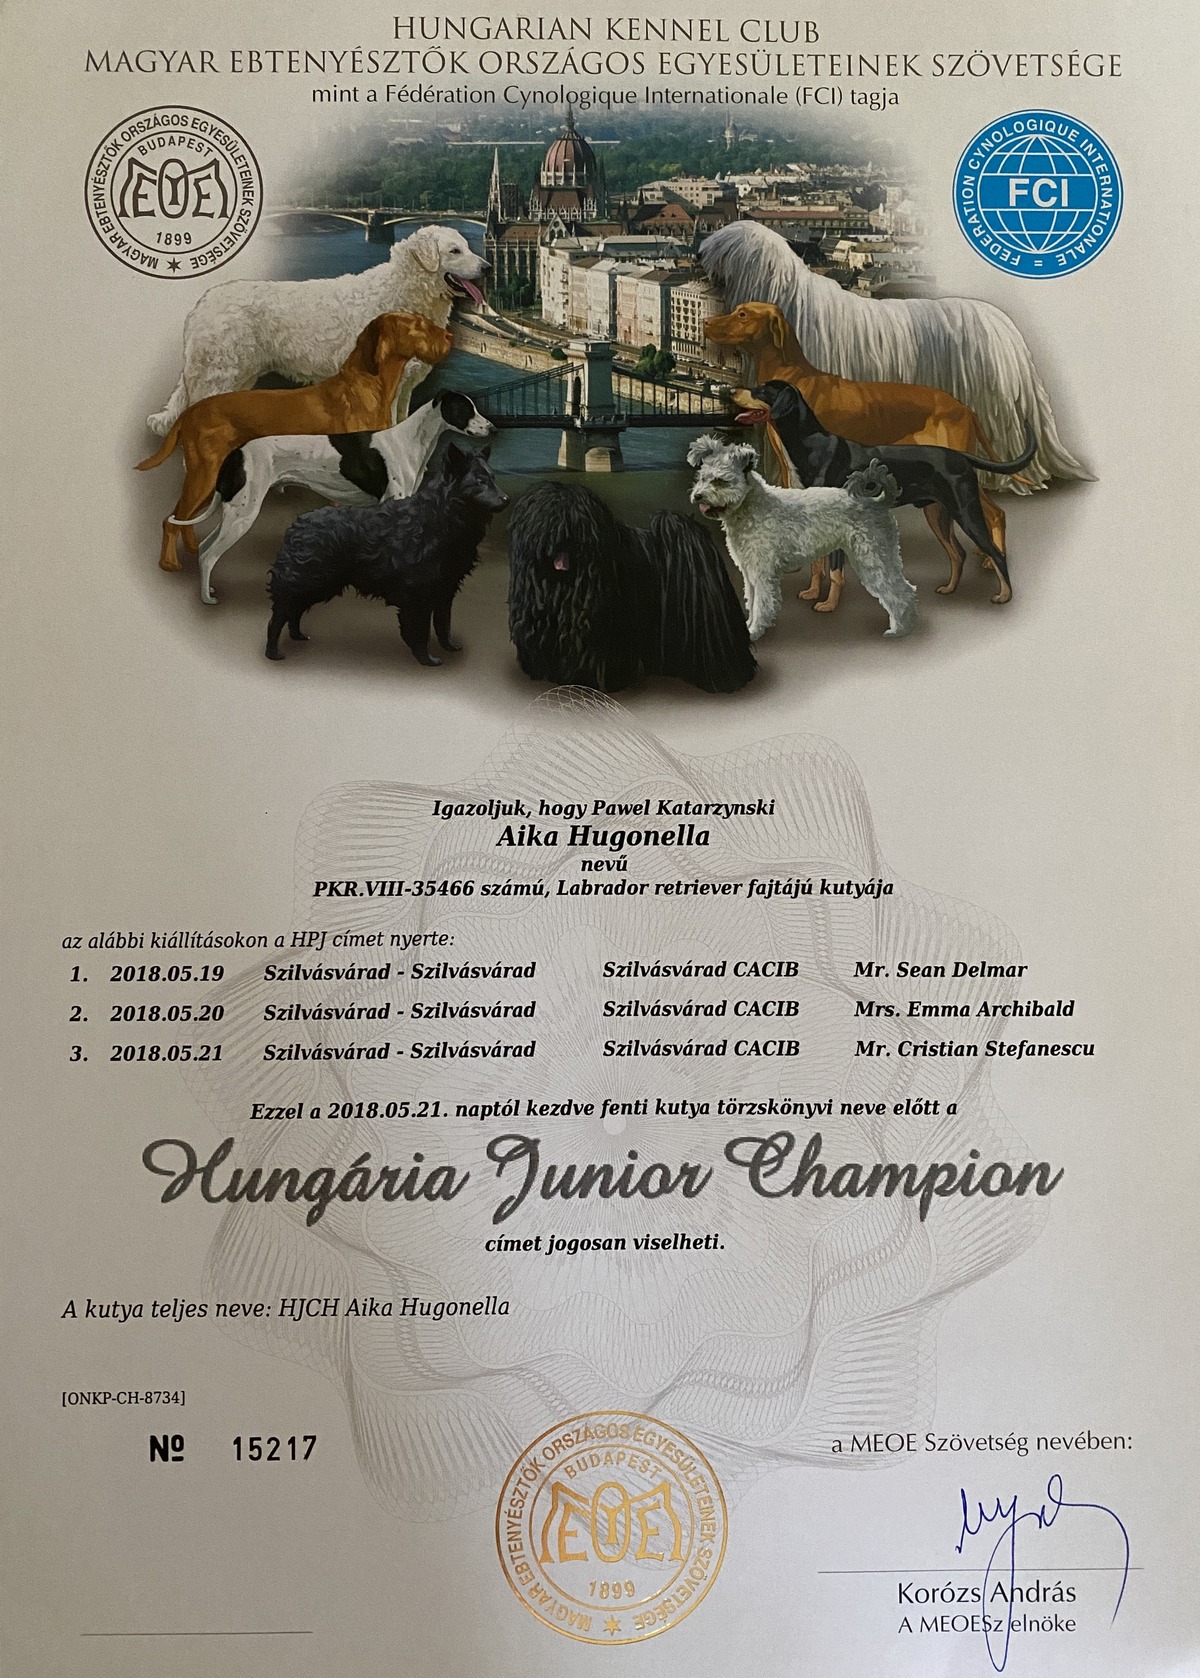 HUNGARIAN KENNEL CLUB
MAGYAR EBTENYÉSZTŐK ORSZÁGOS EGYESÜLETEINEK SZÖVETSÉGE
mint a Fédération Cynologique Internationale (FCI) tagja
MAGYAR EBTENYÉSZTŐK ORSZÁGOS EGYESÜLETEINEK SZÖVETSÉGE
BUDAPEST
MEOE
1899
FEDERATION CYNOLOGIQUE INTERNATIONALE =
FCI
Igazoljuk, hogy Pawel Katarzynski
Aika Hugonella
nevű
PKR.VIII-35466 számú, Labrador retriever fajtájú kutyája
az alábbi kiállításokon a HPJ címet nyerte:
1. 2018.05.19 Szilvásvárad - Szilvásvárad Szilvásvárad CACIB Mr. Sean Delmar
2. 2018.05.20 Szilvásvárad - Szilvásvárad Szilvásvárad CACIB Mrs. Emma Archibald
3. 2018.05.21 Szilvásvárad - Szilvásvárad Szilvásvárad CACIB Mr. Cristian Stefanescu
Ezzel a 2018.05.21. naptól kezdve fenti kutya törzskönyvi neve előtt a
Hungária Junior Champion
címet jogosan viselheti.
A kutya teljes neve: HJCH Aika Hugonella
[ONKP-CH-8734]
Nº 15217
MAGYAR EBTENYÉSZTŐK ORSZÁGOS EGYESÜLETEINEK SZÖVETSÉGE
BUDAPEST
MEOE
1899
a MEOE Szövetség nevében:
Korózs András
A MEOESz elnöke